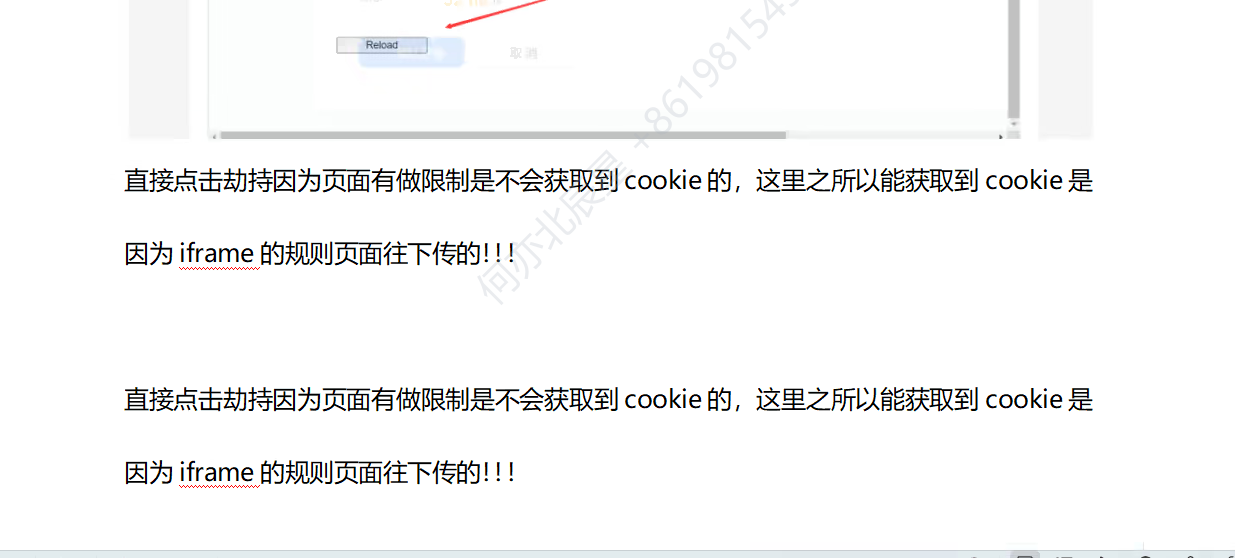 Reload
取消
直接点击劫持因为页面有做限制是不会获取到 cookie 的，这里之所以能获取到 cookie 是
因为 iframe 的规则页面往下传的！！！
何亦北辰星 +861981545
直接点击劫持因为页面有做限制是不会获取到 cookie 的，这里之所以能获取到 cookie 是
因为 iframe 的规则页面往下传的！！！